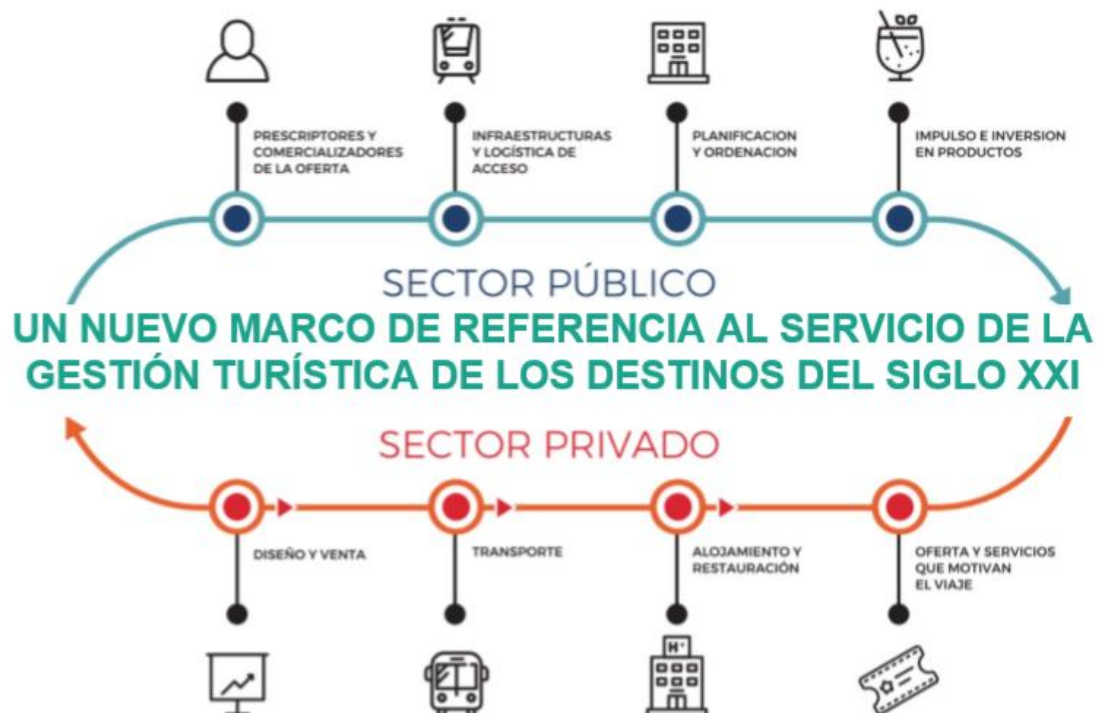 PRESCRIPTORES Y
COMERCIALIZADORES
DE LA OFERTA
INFRAESTRUCTURAS
Y LOGÍSTICA DE
ACCESO
PLANIFICACION
Y ORDENACION
IMPULSO E INVERSION
EN PRODUCTOS
SECTOR PÚBLICO
UN NUEVO MARCO DE REFERENCIA AL SERVICIO DE LA
GESTIÓN TURÍSTICA DE LOS DESTINOS DEL SIGLO XXI
SECTOR PRIVADO
DISEÑO Y VENTA
TRANSPORTE
ALOJAMIENTO Y
RESTAURACIÓN
OFERTA Y SERVICIOS
QUE MOTIVAN
EL VIAJE
H